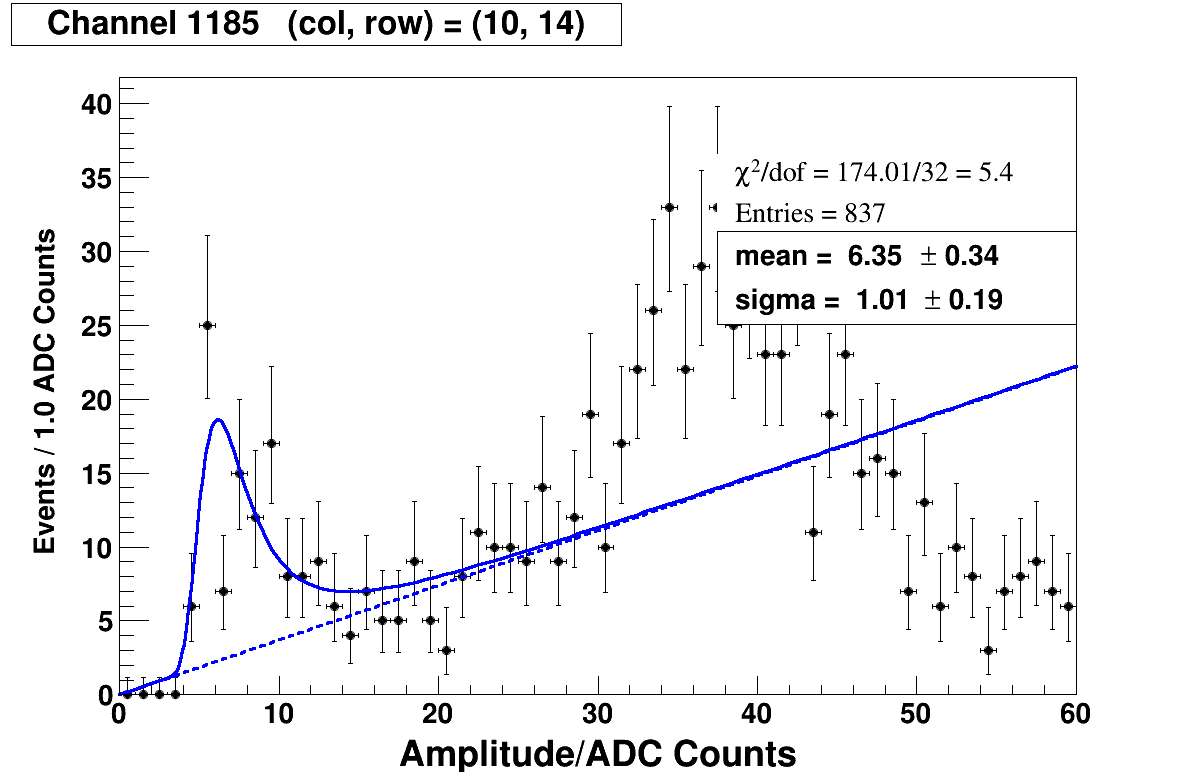 Channel 1185 (col, row) = (10, 14)
40
35
30
25
20
15
10
5
0
Events / 1.0 ADC Counts
χ²/dof = 174.01/32 = 5.4
Entries = 837
mean = 6.35 ± 0.34
sigma = 1.01 ± 0.19
0 10 20 30 40 50 60
Amplitude/ADC Counts